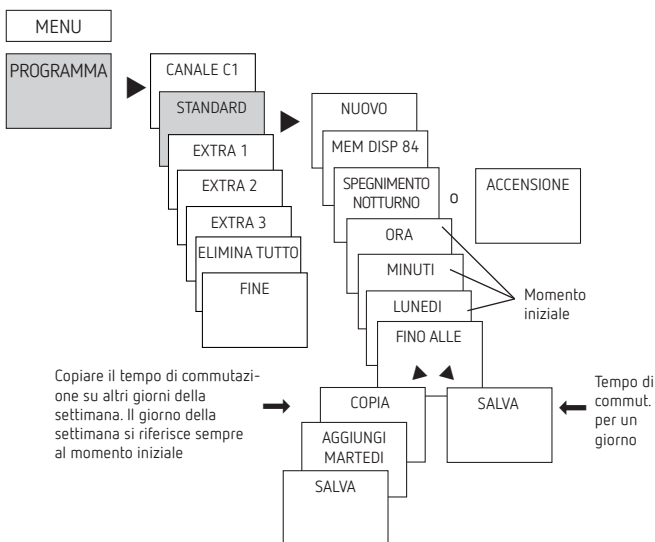 MENU
PROGRAMMA
CANALE C1
STANDARD
EXTRA 1
EXTRA 2
EXTRA 3
ELIMINA TUTTO
FINE
NUOVO
MEM DISP 84
SPEGNIMENTO
NOTTURNO
o
ACCENSIONE
ORA
MINUTI
LUNEDI
FINO ALLE
Momento
iniziale
Copiare il tempo di commutazi-
one su altri giorni della
settimana. Il giorno della
settimana si riferisce sempre
al momento iniziale
COPIA
AGGIUNGI
MARTEDI
SALVA
SALVA
Tempo di
commut.
per un
giorno